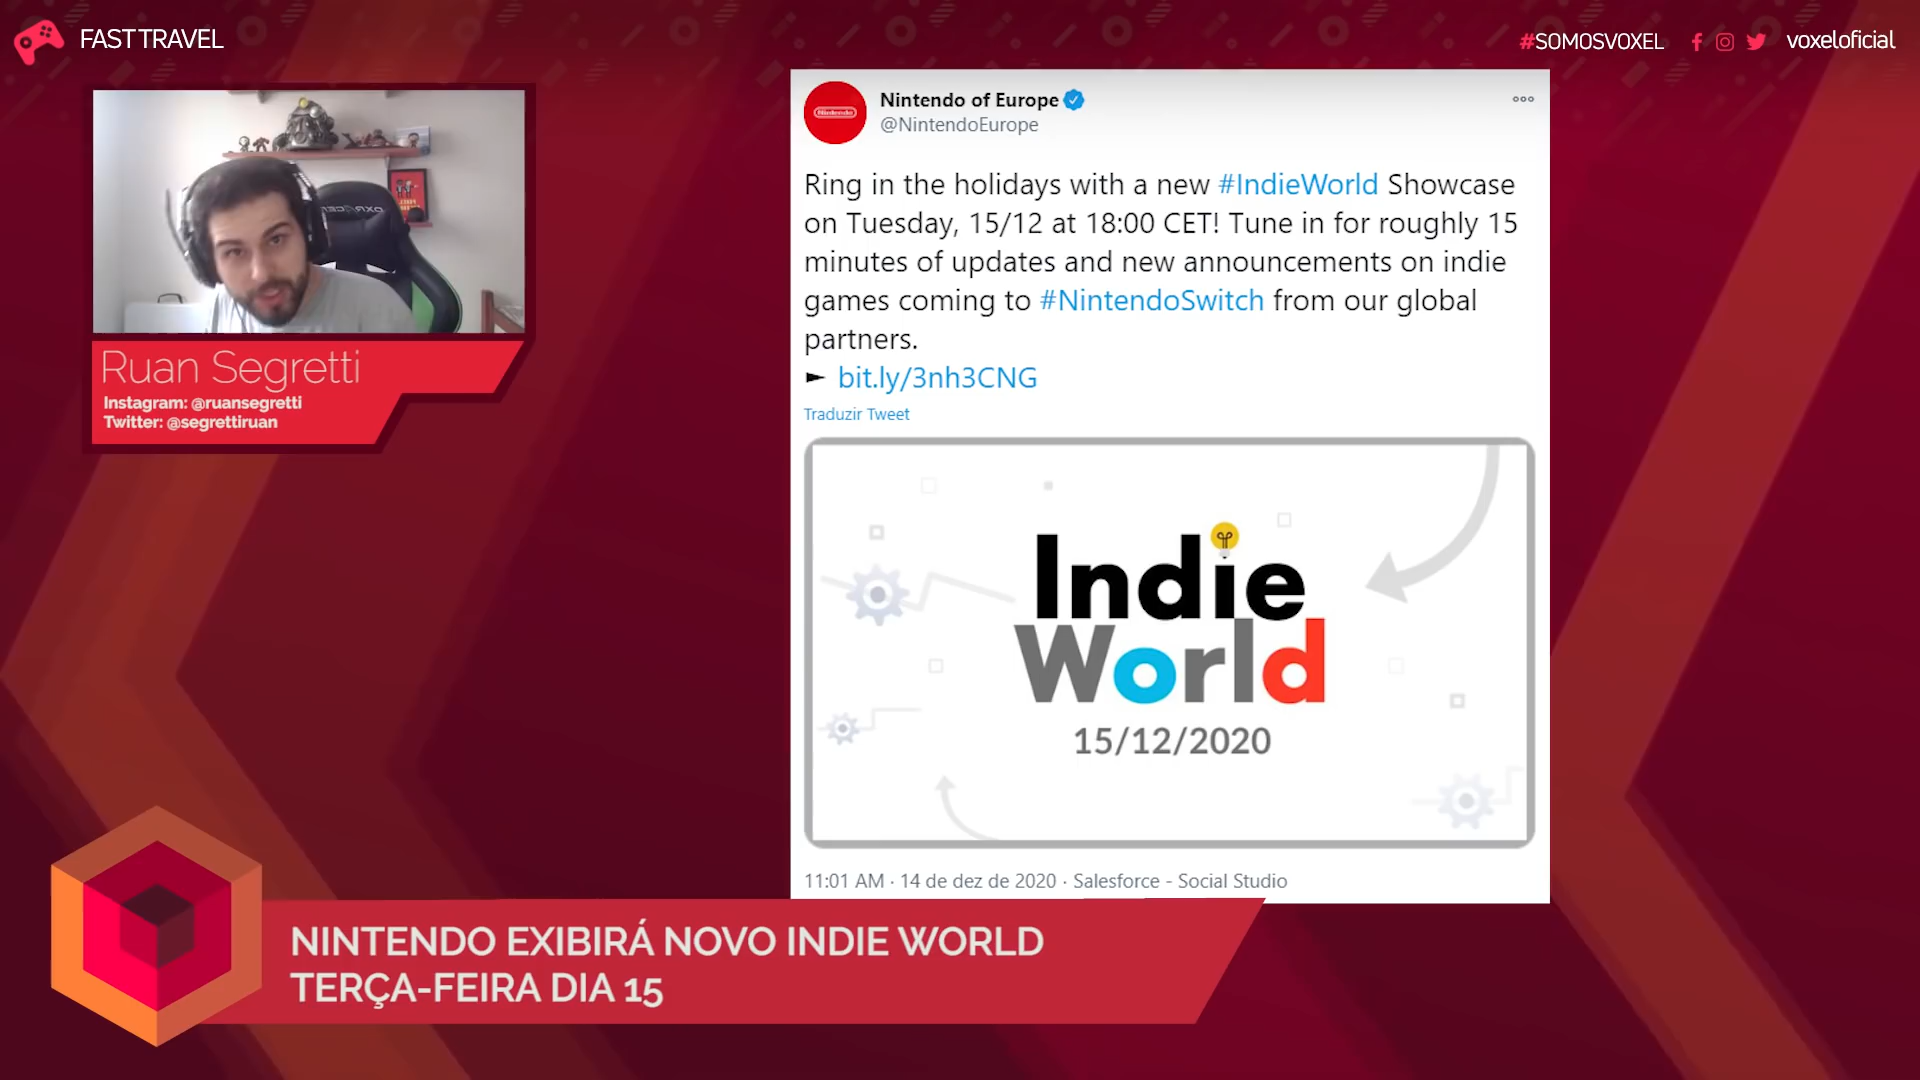 FAST TRAVEL
#SOMOSVOXEL
voxeloficial
Nintendo of Europe
@NintendoEurope
Nintendo
Ring in the holidays with a new #IndieWorld Showcase
on Tuesday, 15/12 at 18:00 CET! Tune in for roughly 15
minutes of updates and new announcements on indie
games coming to #NintendoSwitch from our global
partners.
► bit.ly/3nh3CNG
Traduzir Tweet
Indie
World
15/12/2020
11:01 AM · 14 de dez de 2020 · Salesforce - Social Studio
Ruan Segretti
Instagram: @ruansegretti
Twitter: @segrettiruan
NINTENDO EXIBIRÁ NOVO INDIE WORLD
TERÇA-FEIRA DIA 15